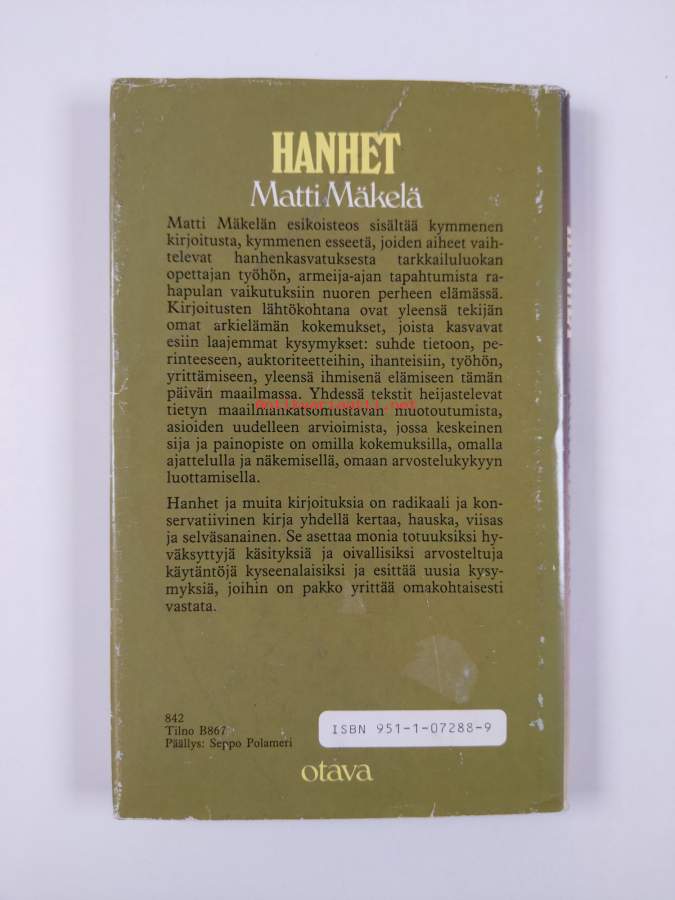 HANHET
Matti Mäkelä
Matti Mäkelän esikoisteos sisältää kymmenen
kirjoitusta, kymmenen esseetä, joiden aiheet vaih-
televat hanhenkasvatuksesta tarkkailuluokan
opettajan työhön, armeija-ajan tapahtumista ra-
hapulan vaikutuksiin nuoren perheen elämässä.
Kirjoitusten lähtökohtana ovat yleensä tekijän
omat arkielämän kokemukset, joista kasvavat
esiin laajemmat kysymykset: suhde tietoon, pe-
rinteeseen, auktoriteetteihin, ihanteisiin, työhön,
yrittämiseen, yleensä ihmisenä elämiseen tämän
päivän maailmassa. Yhdessä tekstit heijastelevat
tietyn maailmankatsomustavan muotoutumista,
asioiden uudelleen arvioimista, jossa keskeinen
sija ja painopiste on omilla kokemuksilla, omalla
ajattelulla ja näkemisellä, omaan arvostelukykyyn
luottamisella.
Hanhet ja muita kirjoituksia on radikaali ja kon-
servatiivinen kirja yhdellä kertaa, hauska, viisas
ja selväsanainen. Se asettaa monia totuuksiksi hy-
väksyttyjä käsityksiä ja oivallisiksi arvosteltuja
käytäntöjä kyseenalaisiksi ja esittää uusia kysy-
myksiä, joihin on pakko yrittää omakohtaisesti
vastata.
842
Tilno B867
Päällys: Seppo Polameri
ISBN 951-1-07288-9
otava